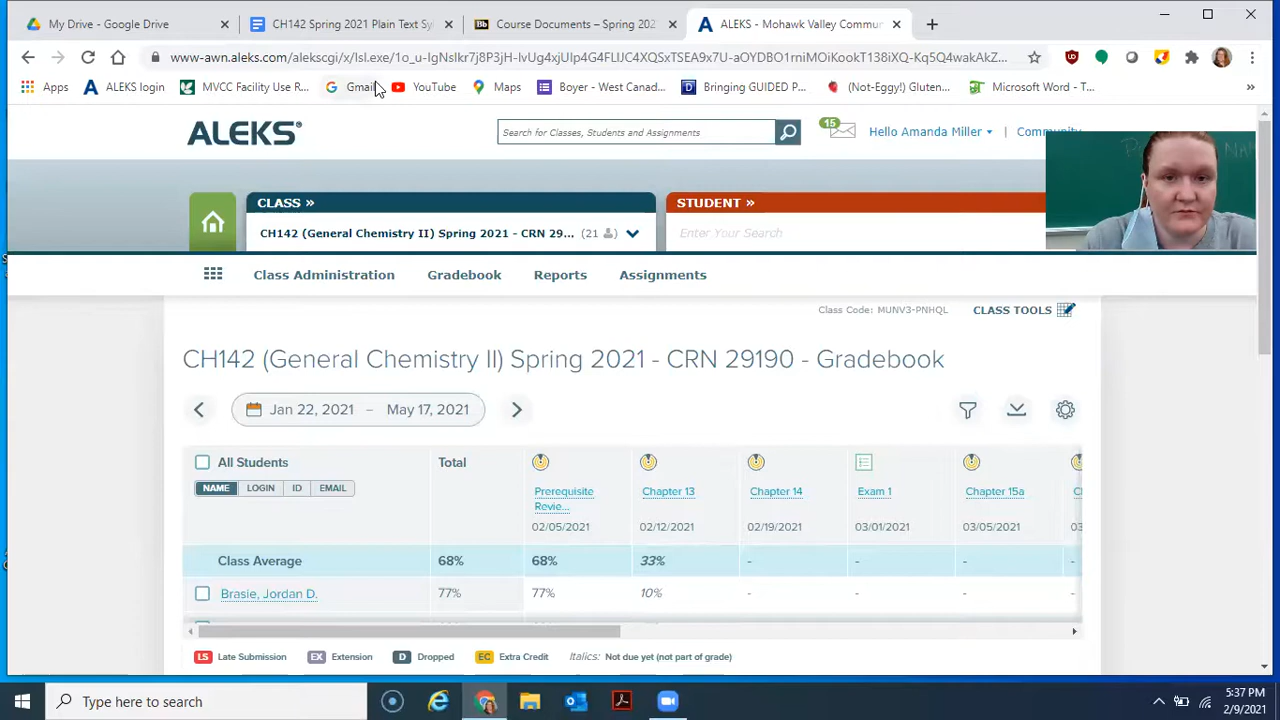 My Drive - Google Drive
CH142 Spring 2021 Plain Text Sy
Course Documents – Spring 202
ALEKS - Mohawk Valley Commu
www-awn.aleks.com/alekscgi/x/Isl.exe/1o_u-IgNsIkr7j8P3jH-IvUg4xjUlp4G4FLUC4XQSxTSEA9J-aOYDBO1rniMOiKookT138iYQ-Kq5Q4wakAkZ...
Apps
ALEKS login
MVCC Facility Use R...
Gmail
YouTube
Maps
Boyer - West Canad...
Bringing GUIDED P...
(Not-Eggy!) Gluten...
Microsoft Word - T...
ALEKS
Search for Classes, Students and Assignments
15
Hello Amanda Miller
Community
CLASS »
STUDENT »
CH142 (General Chemistry II) Spring 2021 - CRN 29... (21)
Enter Your Search
Class Administration Gradebook Reports Assignments
Class Code: MUNV3-PNHQL CLASS TOOLS
CH142 (General Chemistry II) Spring 2021 - CRN 29190 - Gradebook
Jan 22, 2021 – May 17, 2021
All Students Total
NAME LOGIN ID EMAIL
Prerequisite Revie... 02/05/2021
Chapter 13 02/12/2021
Chapter 14 02/19/2021
Exam 1 03/01/2021
Chapter 15a 03/05/2021
Class Average 68% 68% 33% - - -
Brasie, Jordan D. 77% 77% 10% - - - -
LS Late Submission EX Extension D Dropped EC Extra Credit Italics: Not due yet (not part of grade)
Type here to search
5:37 PM
2/9/2021